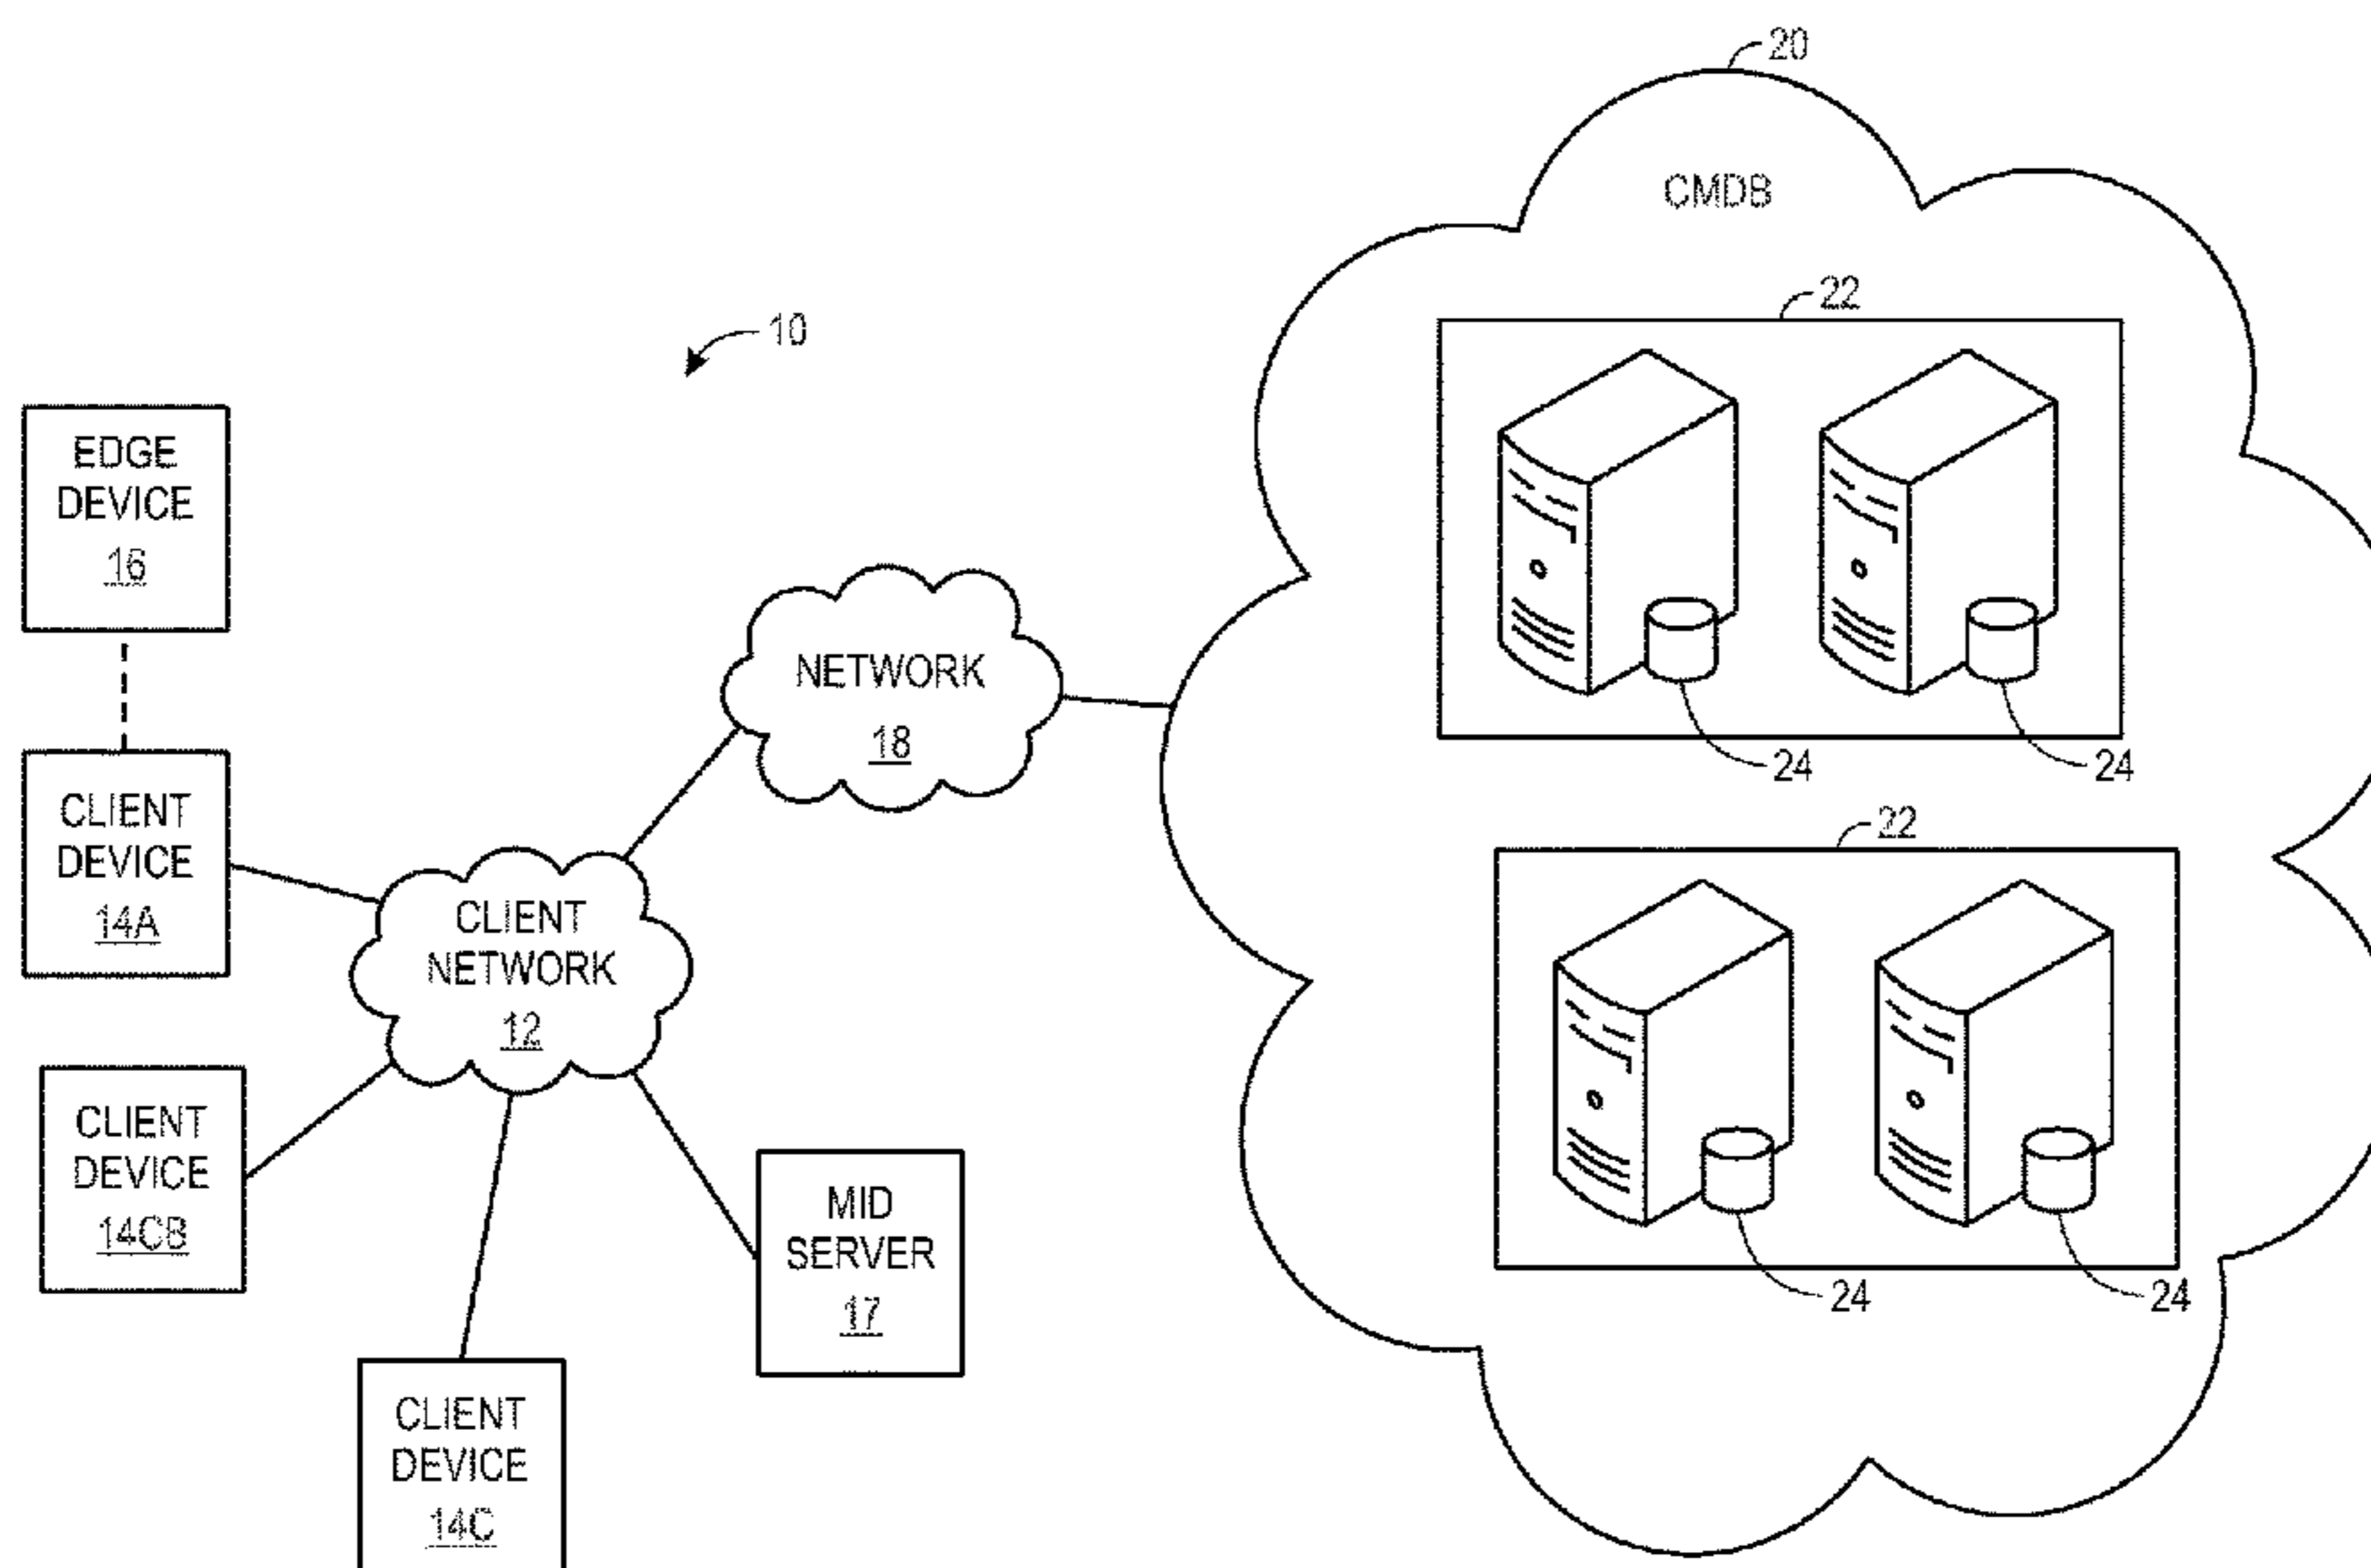 20
CMDB
22
10
EDGE
DEVICE
16
NETWORK
18
24
24
CLIENT
DEVICE
14A
22
CLIENT
NETWORK
12
CLIENT
DEVICE
14CB
MID
SERVER
17
24
24
CLIENT
DEVICE
14C